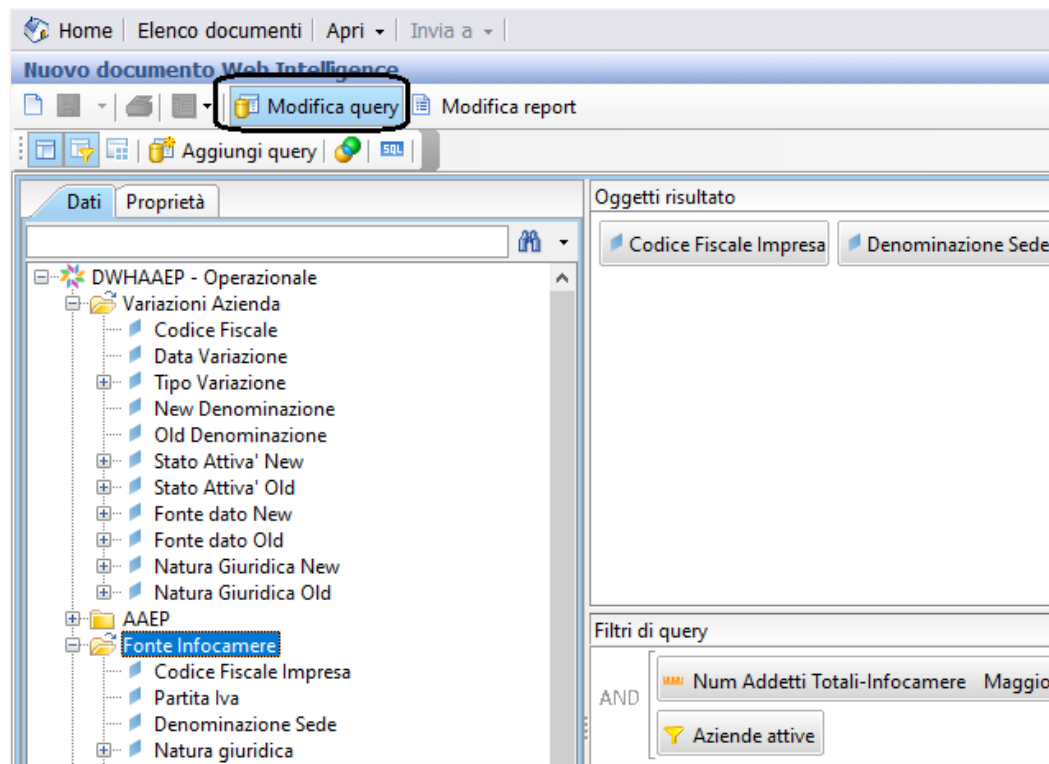 Home | Elenco documenti | Apri | Invia a |
Nuovo documento Web Intelligence
Modifica query Modifica report
Aggiungi query SQL
Dati Proprietà
DWHAAEP - Operazionale
Variazioni Azienda
Codice Fiscale
Data Variazione
Tipo Variazione
New Denominazione
Old Denominazione
Stato Attiva' New
Stato Attiva' Old
Fonte dato New
Fonte dato Old
Natura Giuridica New
Natura Giuridica Old
AAEP
Fonte Infocamere
Codice Fiscale Impresa
Partita Iva
Denominazione Sede
Natura giuridica
Oggetti risultato
Codice Fiscale Impresa Denominazione Sede
Filtri di query
AND
Num Addetti Totali-Infocamere Maggio
Aziende attive